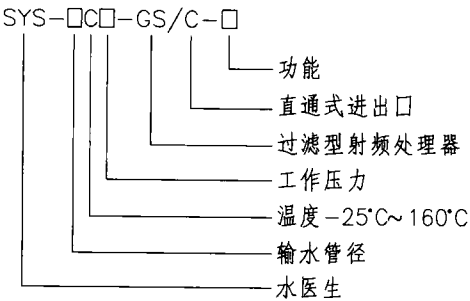 SYS-□C□-GS/C-□
功能
直通式进出口
过滤型射频处理器
工作压力
温度-25°C~160°C
输水管径
水医生